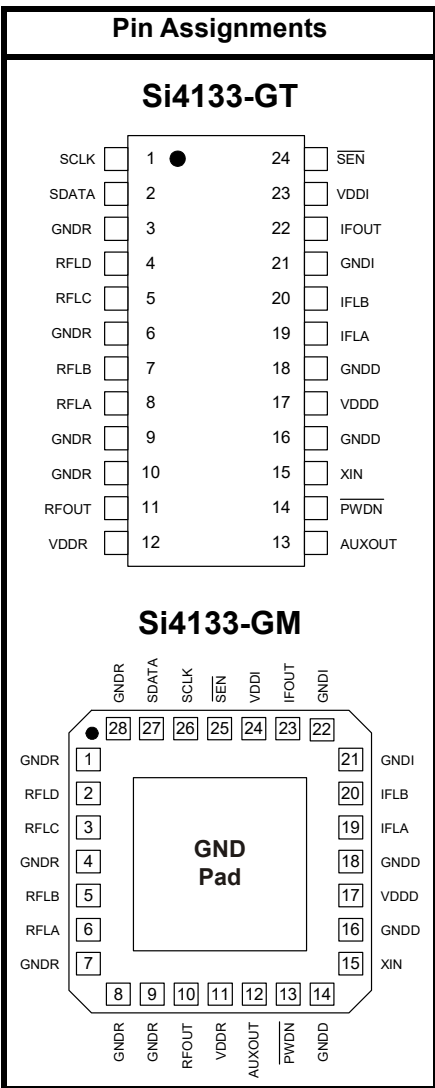 Pin Assignments
Si4133-GT
SCLK 1 24 S̅E̅N̅
SDATA 2 23 VDDI
GNDR 3 22 IFOUT
RFLD 4 21 GNDI
RFLC 5 20 IFLB
GNDR 6 19 IFLA
RFLB 7 18 GNDD
RFLA 8 17 VDDD
GNDR 9 16 GNDD
GNDR 10 15 XIN
RFOUT 11 14 P̅W̅D̅N̅
VDDR 12 13 AUXOUT
Si4133-GM
GNDR SDATA SCLK S̅E̅N̅ VDDI IFOUT GNDI
28 27 26 25 24 23 22
GNDR 1 21 GNDI
RFLD 2 20 IFLB
RFLC 3 19 IFLA
GNDR 4 18 GNDD
RFLB 5 17 VDDD
RFLA 6 16 GNDD
GNDR 7 15 XIN
GND
Pad
8 9 10 11 12 13 14
GNDR GNDR RFOUT VDDR AUXOUT P̅W̅D̅N̅ GNDD